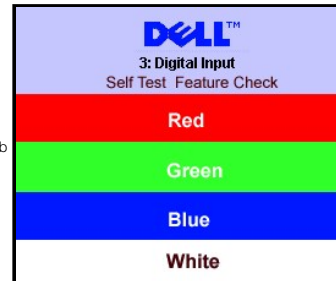 DELL™
3: Digital Input
Self Test Feature Check
Red
b
Green
Blue
White